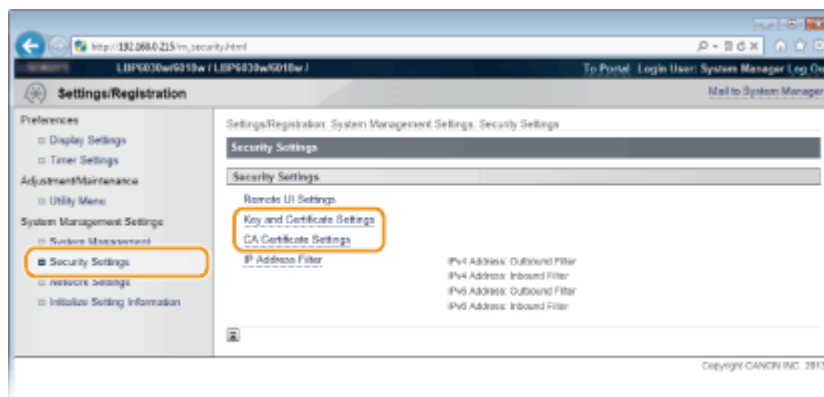 http://192.168.0.215/m_security.html
LBP6030w/6018w / LBP6030w/6018w /
To Portal Login User: System Manager Log Ou
Settings/Registration
Mail to System Manager
Preferences
Display Settings
Timer Settings
Adjustment/Maintenance
Utility Menu
System Management Settings
System Management
Security Settings
Network Settings
Initialize Setting Information
Settings/Registration: System Management Settings: Security Settings
Security Settings
Security Settings
Remote UI Settings
Key and Certificate Settings
CA Certificate Settings
IP Address Filter
IPv4 Address: Outbound Filter
IPv4 Address: Inbound Filter
IPv6 Address: Outbound Filter
IPv6 Address: Inbound Filter
Copyright CANON INC. 2013